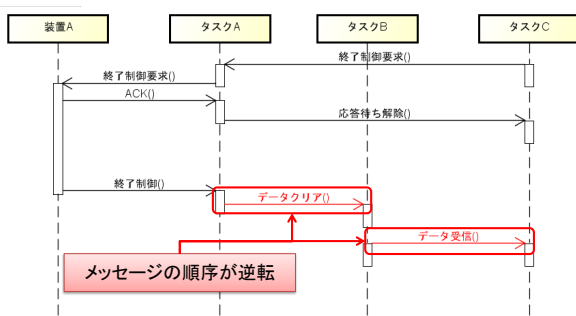 装置A
タスクA
タスクB
タスクC
終了制御要求()
終了制御要求()
ACK()
応答待ち解除()
終了制御()
データクリア()
データ受信()
メッセージの順序が逆転